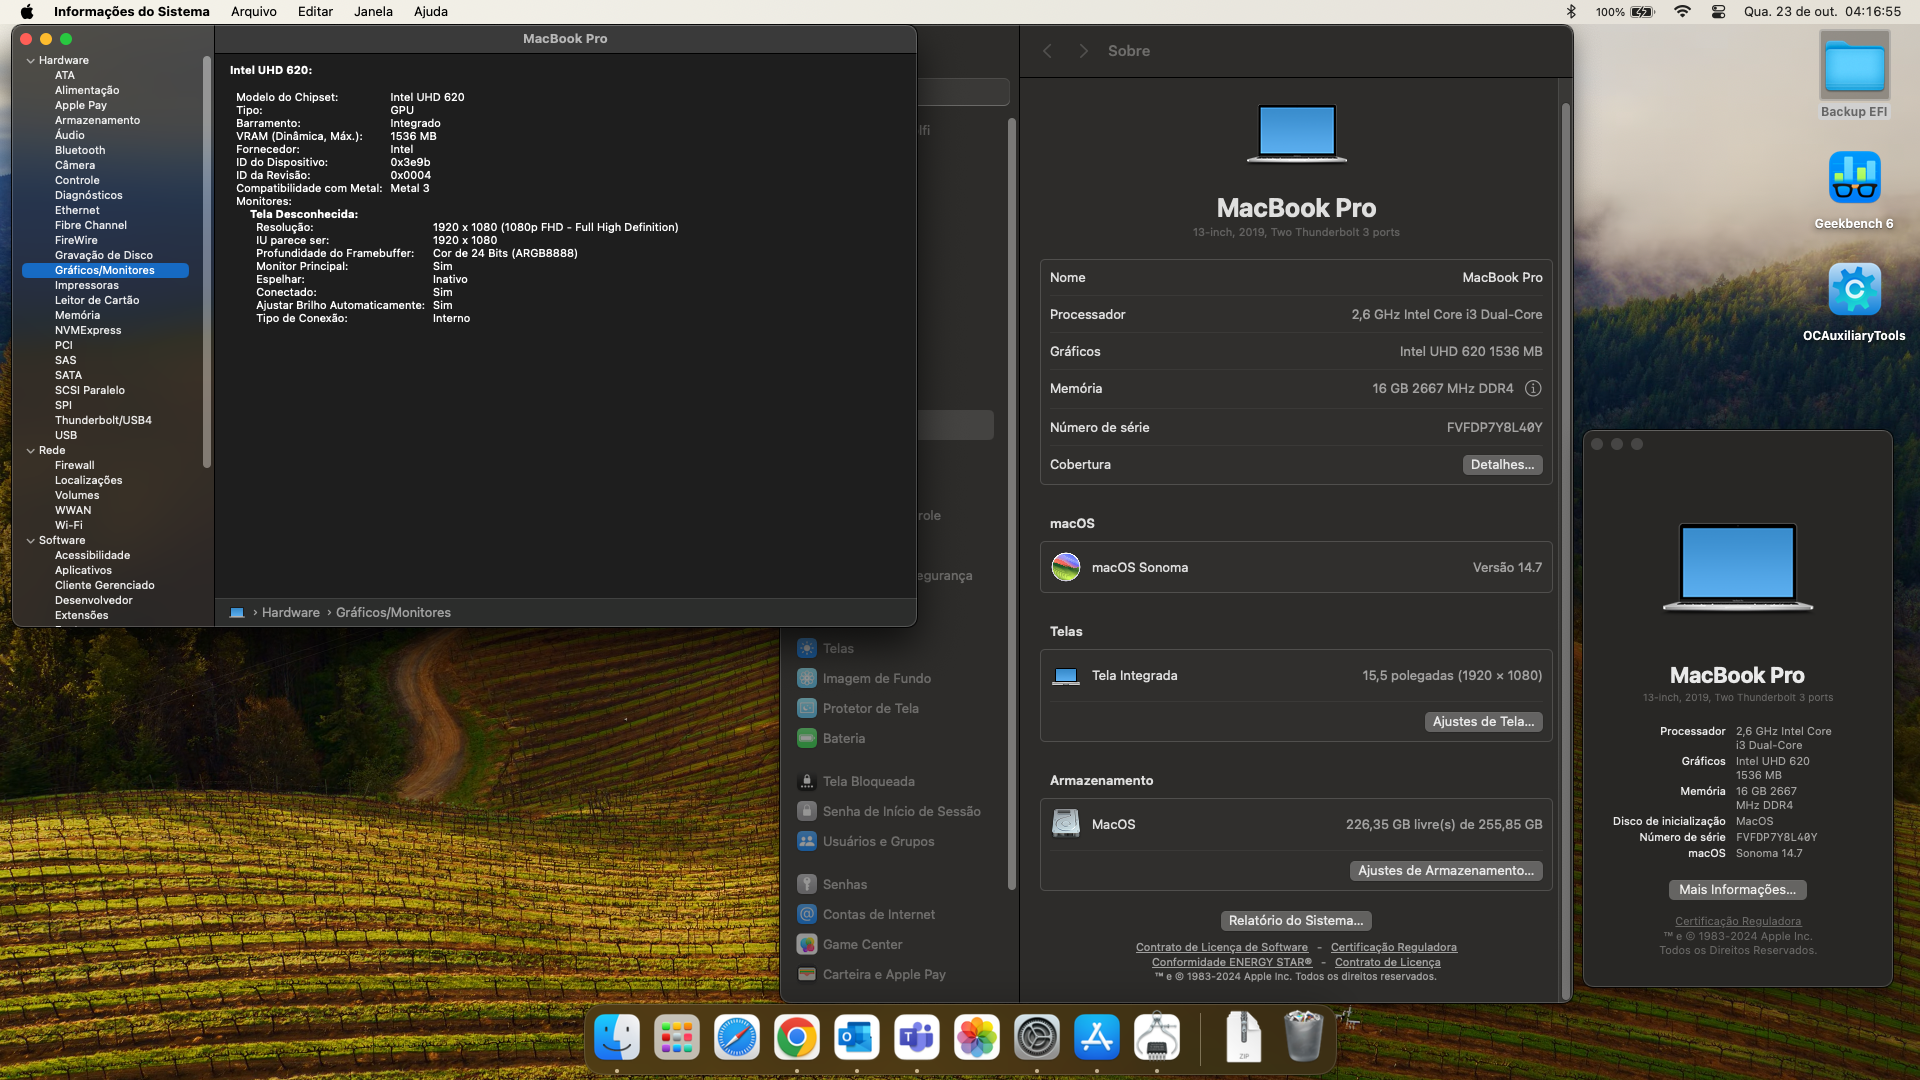 Informações do Sistema Arquivo Editar Janela Ajuda 100% Qua. 23 de out. 04:16:55
MacBook Pro
Hardware
ATA
Alimentação
Apple Pay
Armazenamento
Áudio
Bluetooth
Câmera
Controle
Diagnósticos
Ethernet
Fibre Channel
FireWire
Gravação de Disco
Gráficos/Monitores
Impressoras
Leitor de Cartão
Memória
NVMExpress
PCI
SAS
SATA
SCSI Paralelo
SPI
Thunderbolt/USB4
USB
Rede
Firewall
Localizações
Volumes
WWAN
Wi-Fi
Software
Acessibilidade
Aplicativos
Cliente Gerenciado
Desenvolvedor
Extensões
Intel UHD 620:
Modelo do Chipset: Intel UHD 620
Tipo: GPU
Barramento: Integrado
VRAM (Dinâmica, Máx.): 1536 MB
Fornecedor: Intel
ID do Dispositivo: 0x3e9b
ID da Revisão: 0x0004
Compatibilidade com Metal: Metal 3
Monitores:
Tela Desconhecida:
Resolução: 1920 x 1080 (1080p FHD - Full High Definition)
IU parece ser: 1920 x 1080
Profundidade do Framebuffer: Cor de 24 Bits (ARGB8888)
Monitor Principal: Sim
Espelhar: Inativo
Conectado: Sim
Ajustar Brilho Automaticamente: Sim
Tipo de Conexão: Interno
› Hardware › Gráficos/Monitores
lfi
role
egurança
Telas
Imagem de Fundo
Protetor de Tela
Bateria
Tela Bloqueada
Senha de Início de Sessão
Usuários e Grupos
Senhas
Contas de Internet
Game Center
Carteira e Apple Pay
Sobre
MacBook Pro
13-inch, 2019, Two Thunderbolt 3 ports
Nome MacBook Pro
Processador 2,6 GHz Intel Core i3 Dual-Core
Gráficos Intel UHD 620 1536 MB
Memória 16 GB 2667 MHz DDR4
Número de série FVFDP7Y8L40Y
Cobertura Detalhes...
macOS
macOS Sonoma Versão 14.7
Telas
Tela Integrada 15,5 polegadas (1920 × 1080)
Ajustes de Tela...
Armazenamento
MacOS 226,35 GB livre(s) de 255,85 GB
Ajustes de Armazenamento...
Relatório do Sistema...
Contrato de Licença de Software - Certificação Reguladora
Conformidade ENERGY STAR® - Contrato de Licença
™ e © 1983-2024 Apple Inc. Todos os direitos reservados.
Backup EFI
Geekbench 6
OCAuxiliaryTools
MacBook Pro
13-inch, 2019, Two Thunderbolt 3 ports
Processador 2,6 GHz Intel Core
i3 Dual-Core
Gráficos Intel UHD 620
1536 MB
Memória 16 GB 2667
MHz DDR4
Disco de inicialização MacOS
Número de série FVFDP7Y8L40Y
macOS Sonoma 14.7
Mais Informações...
Certificação Reguladora
™ e © 1983-2024 Apple Inc.
Todos os Direitos Reservados.
ZIP